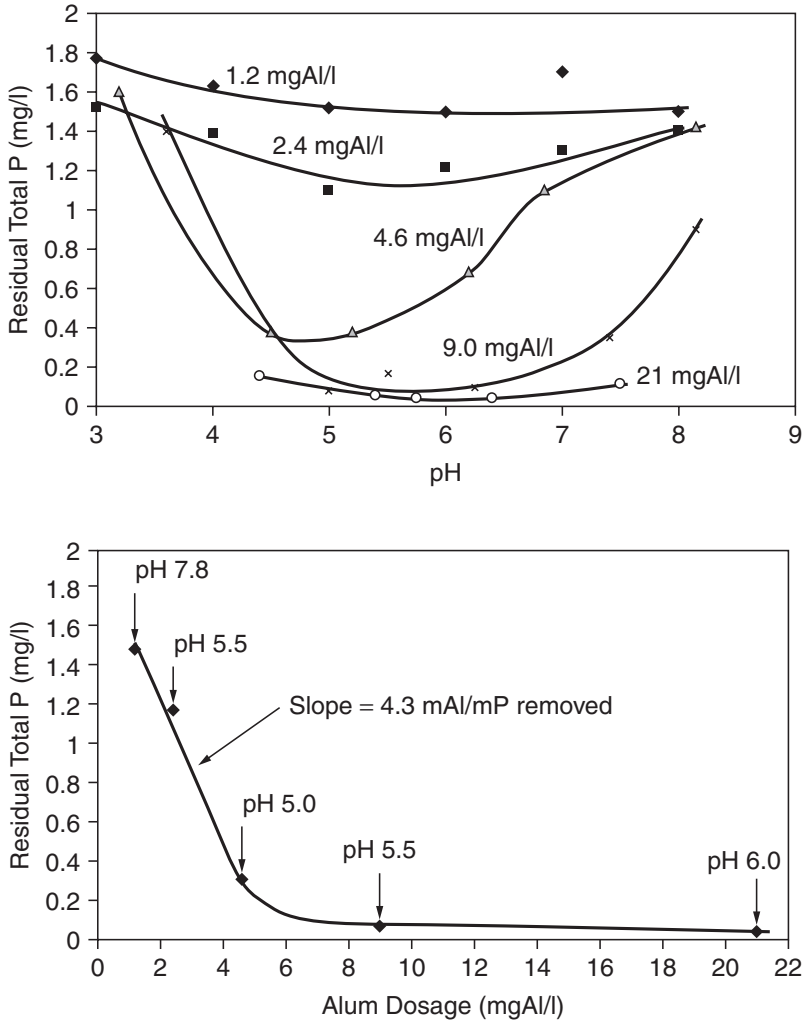 2
1.8
1.6
1.4
1.2
1
0.8
0.6
0.4
0.2
0
Residual Total P (mg/l)
1.2 mgAl/l
2.4 mgAl/l
4.6 mgAl/l
9.0 mgAl/l
21 mgAl/l
3 4 5 6 7 8 9
pH
2
1.8
1.6
1.4
1.2
1
0.8
0.6
0.4
0.2
0
Residual Total P (mg/l)
pH 7.8
pH 5.5
Slope = 4.3 mAl/mP removed
pH 5.0
pH 5.5
pH 6.0
0 2 4 6 8 10 12 14 16 18 20 22
Alum Dosage (mgAl/l)